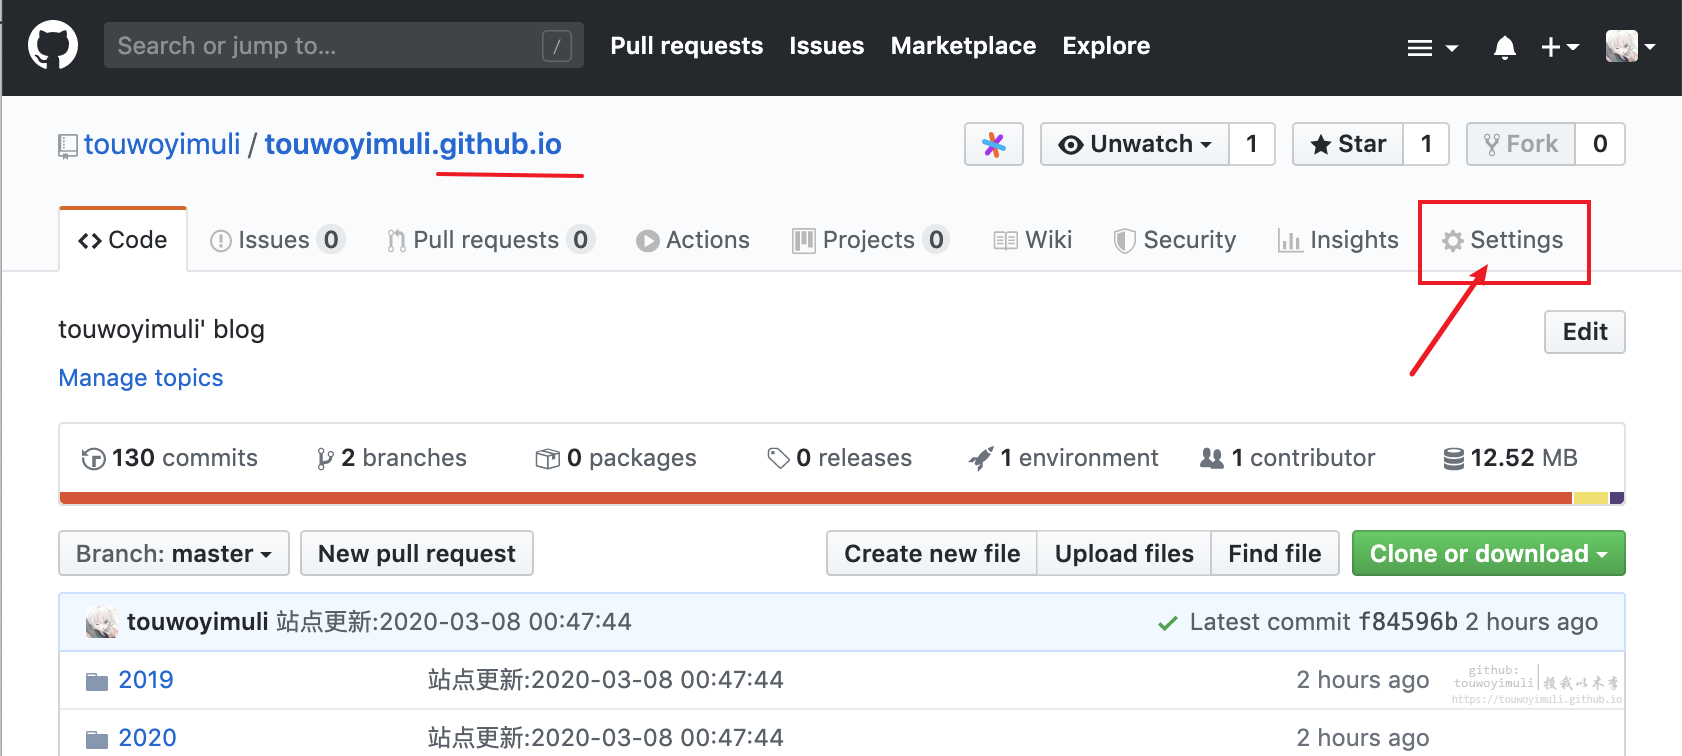 Search or jump to... / Pull requests Issues Marketplace Explore
touwoyimuli / touwoyimuli.github.io Unwatch 1 Star 1 Fork 0
Code Issues 0 Pull requests 0 Actions Projects 0 Wiki Security Insights Settings
touwoyimuli' blog Edit
Manage topics
130 commits 2 branches 0 packages 0 releases 1 environment 1 contributor 12.52 MB
Branch: master New pull request Create new file Upload files Find file Clone or download
touwoyimuli 站点更新:2020-03-08 00:47:44 Latest commit f84596b 2 hours ago
2019 站点更新:2020-03-08 00:47:44 2 hours ago
github:
touwoyimuli 投我以木李
https://touwoyimuli.github.io
2020 站点更新:2020-03-08 00:47:44 2 hours ago